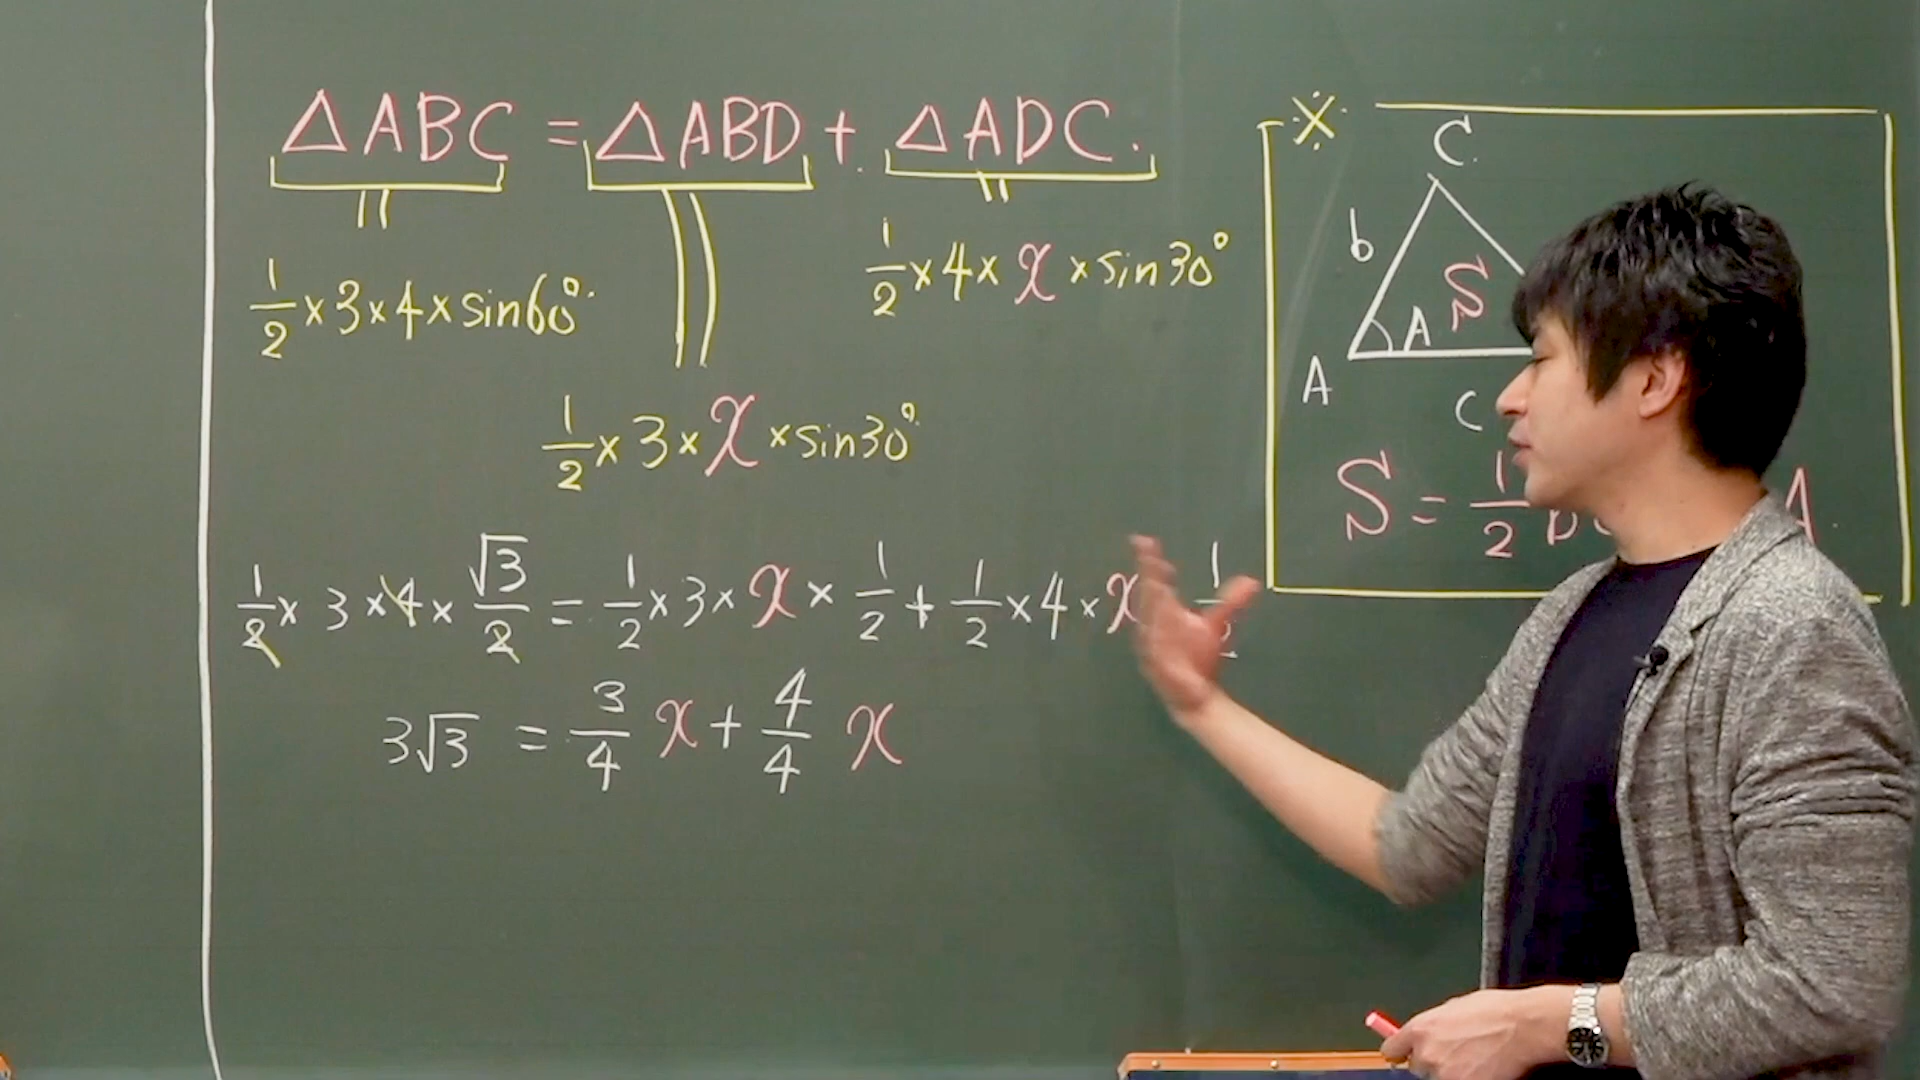 △ABC = △ABD + △ADC.
1/2 × 3 × 4 × sin60°
1/2 × 4 × x × sin30°
1/2 × 3 × x × sin30°
1/2 × 3 × 4 × √3/2 = 1/2 × 3 × x × 1/2 + 1/2 × 4 × x 1/2
3√3 = 3/4 x + 4/4 x
※
C
b
S
A
A
C
S = 1/2 b A